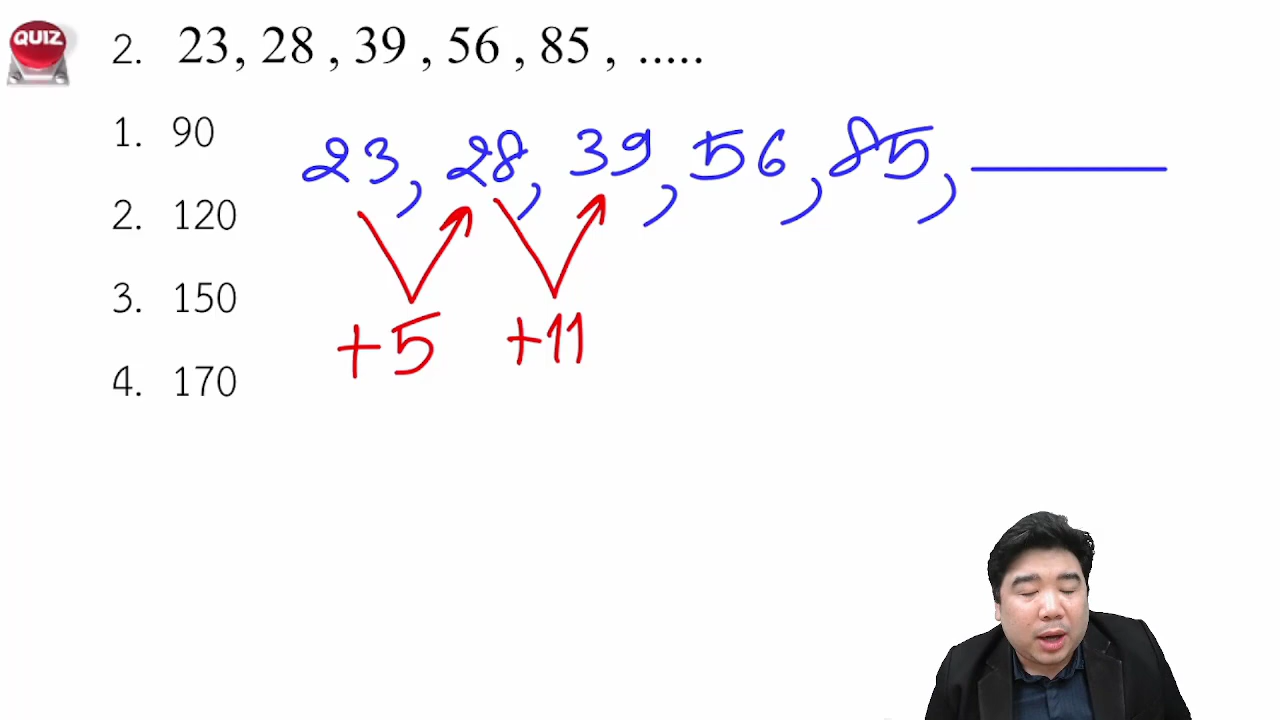 QUIZ
2. 23, 28 , 39 , 56 , 85 , .....
1. 90
23, 28, 39, 56, 85,
2. 120
3. 150
+5 +11
4. 170